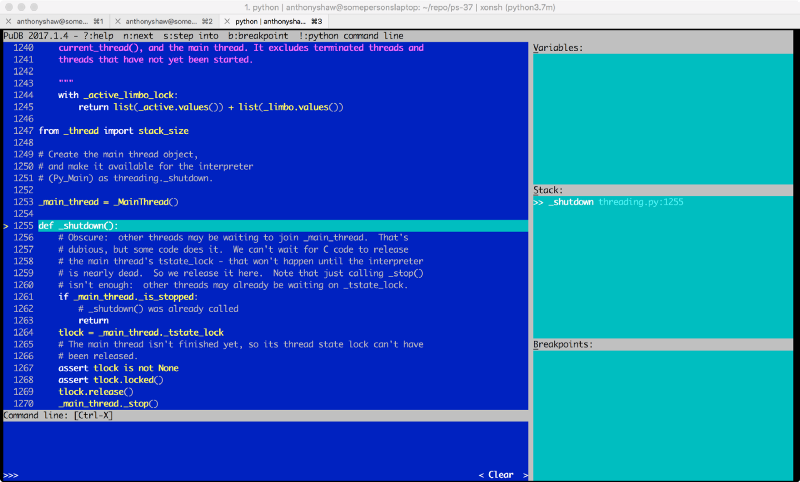 1. python | anthonyshaw@somepersonslaptop: ~/repo/ps-37 | xonsh (python3.7m)
× anthonyshaw@some... ⌘1 × anthonyshaw@some... ⌘2 × python | anthonysha... ⌘3
PuDB 2017.1.4 - ?:help n:next s:step into b:breakpoint !:python command line
1240 current_thread(), and the main thread. It excludes terminated threads and
1241 threads that have not yet been started.
1242
1243 """
1244 with _active_limbo_lock:
1245 return list(_active.values()) + list(_limbo.values())
1246
1247 from _thread import stack_size
1248
1249 # Create the main thread object,
1250 # and make it available for the interpreter
1251 # (Py_Main) as threading._shutdown.
1252
1253 _main_thread = _MainThread()
1254
> 1255 def _shutdown():
1256 # Obscure: other threads may be waiting to join _main_thread. That's
1257 # dubious, but some code does it. We can't wait for C code to release
1258 # the main thread's tstate_lock - that won't happen until the interpreter
1259 # is nearly dead. So we release it here. Note that just calling _stop()
1260 # isn't enough: other threads may already be waiting on _tstate_lock.
1261 if _main_thread._is_stopped:
1262 # _shutdown() was already called
1263 return
1264 tlock = _main_thread._tstate_lock
1265 # The main thread isn't finished yet, so its thread state lock can't have
1266 # been released.
1267 assert tlock is not None
1268 assert tlock.locked()
1269 tlock.release()
1270 _main_thread._stop()
Command line: [Ctrl-X]
>>> < Clear >
Variables:
Stack:
>> _shutdown threading.py:1255
Breakpoints: